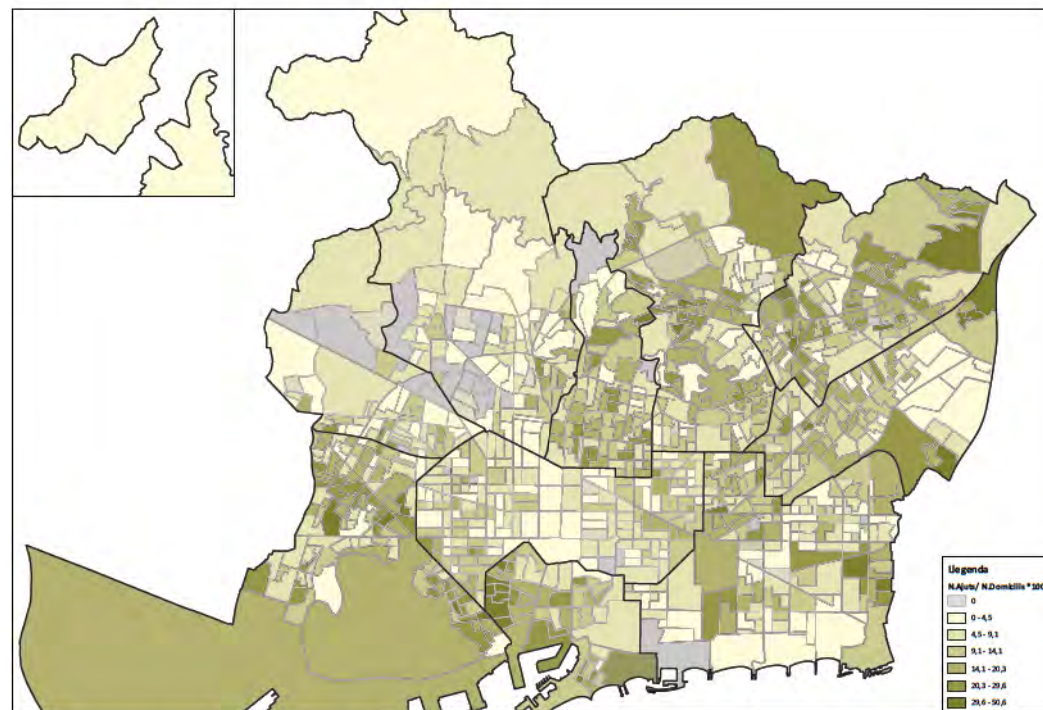 Llegenda
N.Ajuts/ N.Domicilis *100
0
0 - 4,5
4,5 - 9,1
9,1 - 14,1
14,1 - 20,3
20,3 - 29,6
29,6 - 50,6